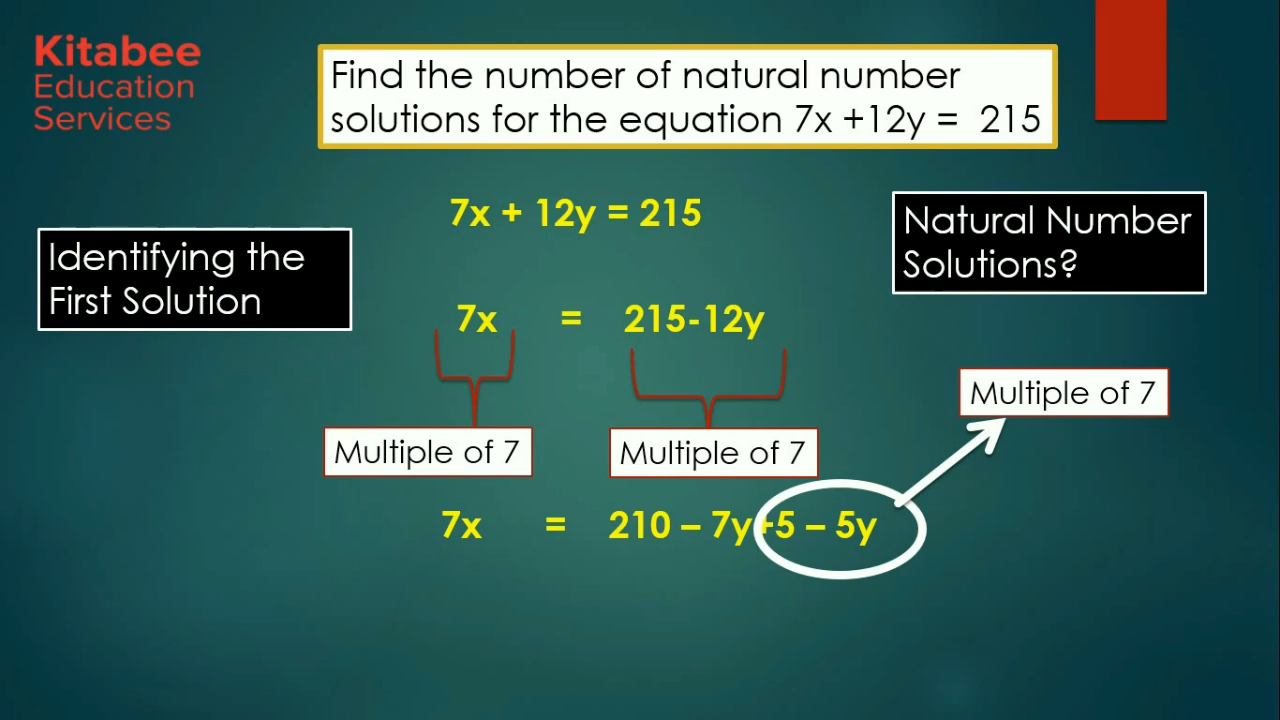 Kitabee
Education
Services
Find the number of natural number
solutions for the equation 7x +12y = 215
7x + 12y = 215
Natural Number
Solutions?
Identifying the
First Solution
7x = 215-12y
Multiple of 7
Multiple of 7
Multiple of 7
7x = 210 – 7y +5 – 5y